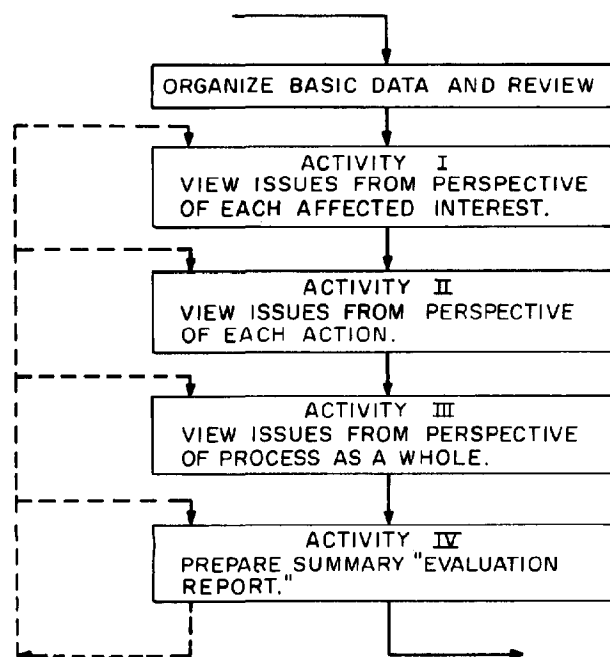 ORGANIZE BASIC DATA AND REVIEW
ACTIVITY I
VIEW ISSUES FROM PERSPECTIVE
OF EACH AFFECTED INTEREST.
ACTIVITY II
VIEW ISSUES FROM PERSPECTIVE
OF EACH ACTION.
ACTIVITY III
VIEW ISSUES FROM PERSPECTIVE
OF PROCESS AS A WHOLE.
ACTIVITY IV
PREPARE SUMMARY "EVALUATION
REPORT."